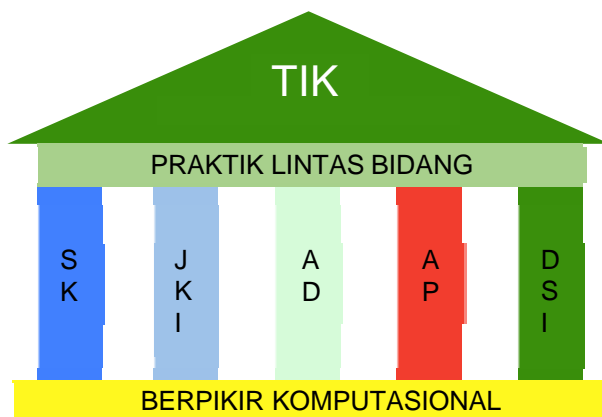 TIK
PRAKTIK LINTAS BIDANG
S
K
J
K
I
A
D
A
P
D
S
I
BERPIKIR KOMPUTASIONAL